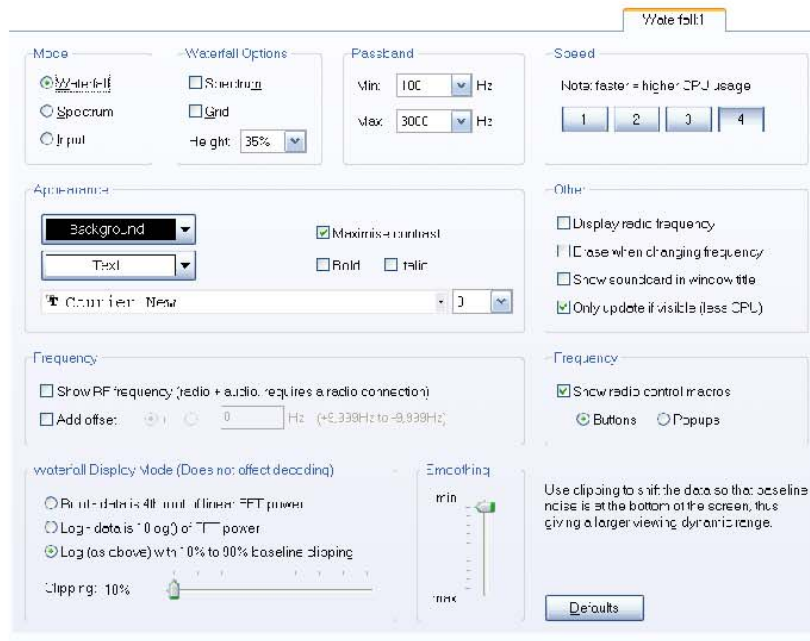 Waterfall:1
Mode
Waterfall
Spectrum
Input
Waterfall Options
Spectrum
Grid
Height: 35%
Passband
Min: 100 Hz
Max: 3000 Hz
Speed
Note: faster = higher CPU usage
1 2 3 4
Appearance
Background
Text
Maximise contrast
Bold Italic
Courier New
Other
Display radio frequency
Erase when changing frequency
Show soundcard in window title
Only update if visible (less CPU)
Frequency
Show RF frequency (radio + audio, requires a radio connection)
Add offset + 0 Hz (+9,999Hz to -9,999Hz)
Frequency
Show radio control macros
Buttons Popups
Waterfall Display Mode (Does not affect decoding)
Root - data is 4th root of linear FFT power
Log - data is 10log() of FFT power
Log (as above) with 10% to 90% baseline clipping
Clipping: 10%
Smoothing
min
max
Use clipping to shift the data so that baseline
noise is at the bottom of the screen, thus
giving a larger viewing dynamic range.
Defaults